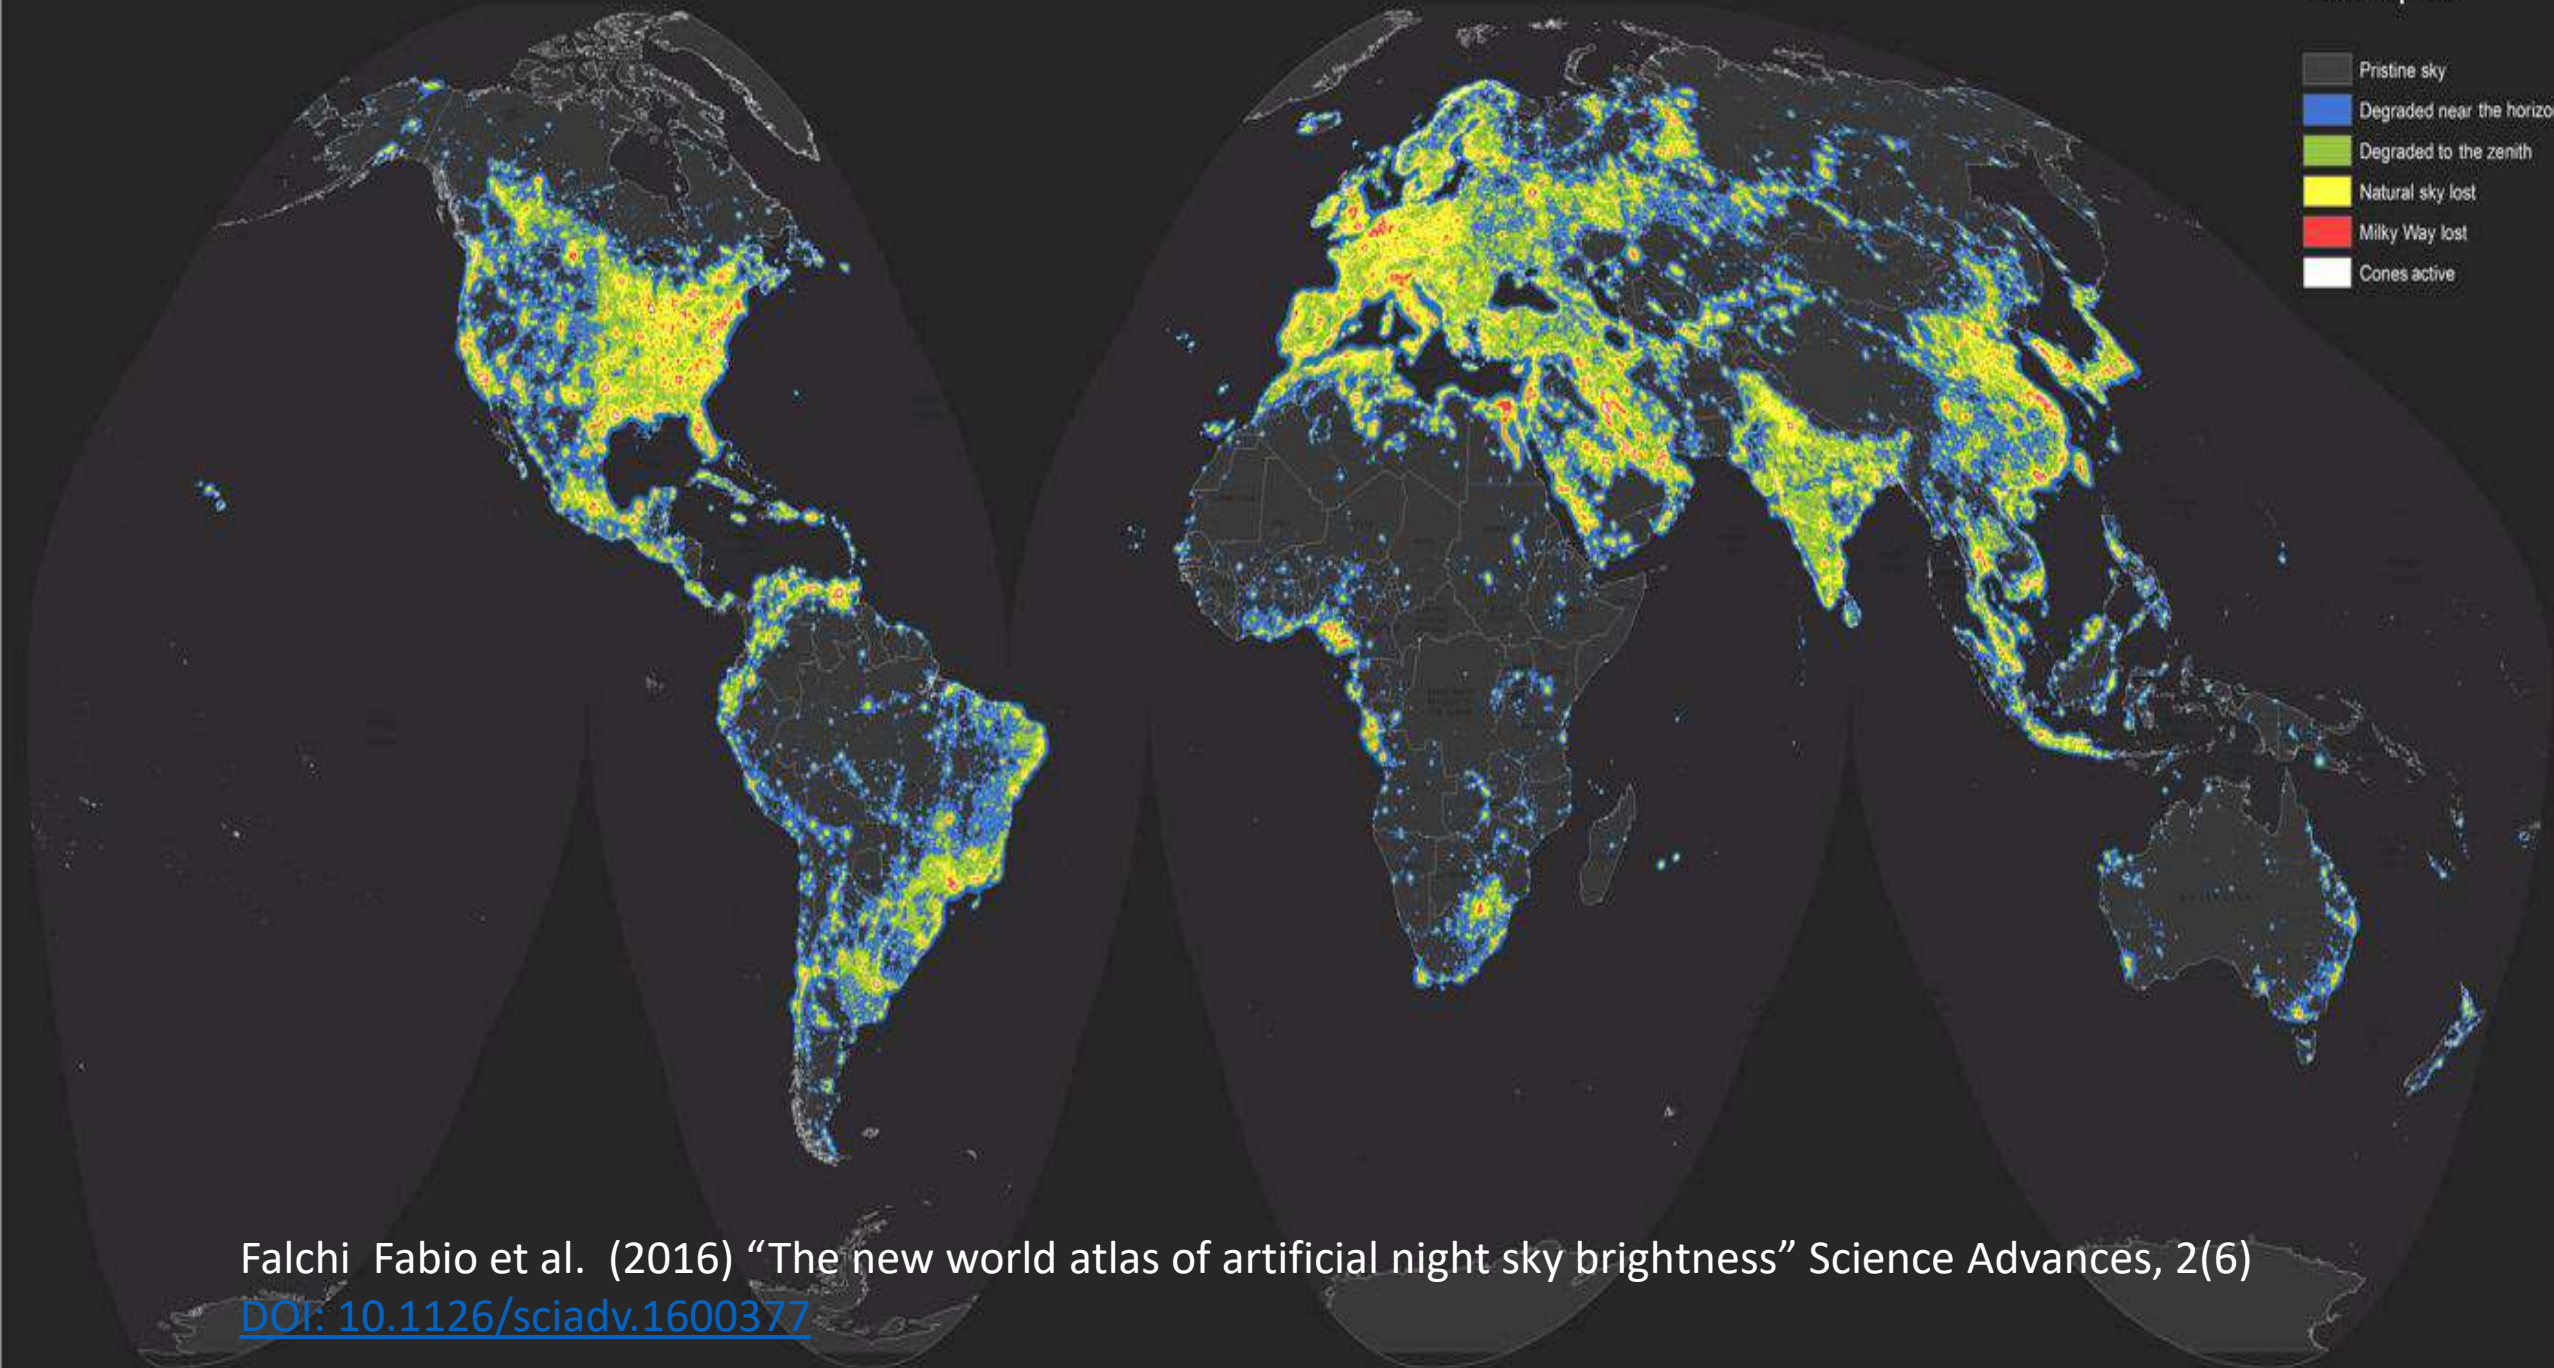 Pristine sky
Degraded near the horizo
Degraded to the zenith
Natural sky lost
Milky Way lost
Cones active
Falchi  Fabio et al.  (2016) “The new world atlas of artificial night sky brightness” Science Advances, 2(6)
DOI: 10.1126/sciadv.1600377